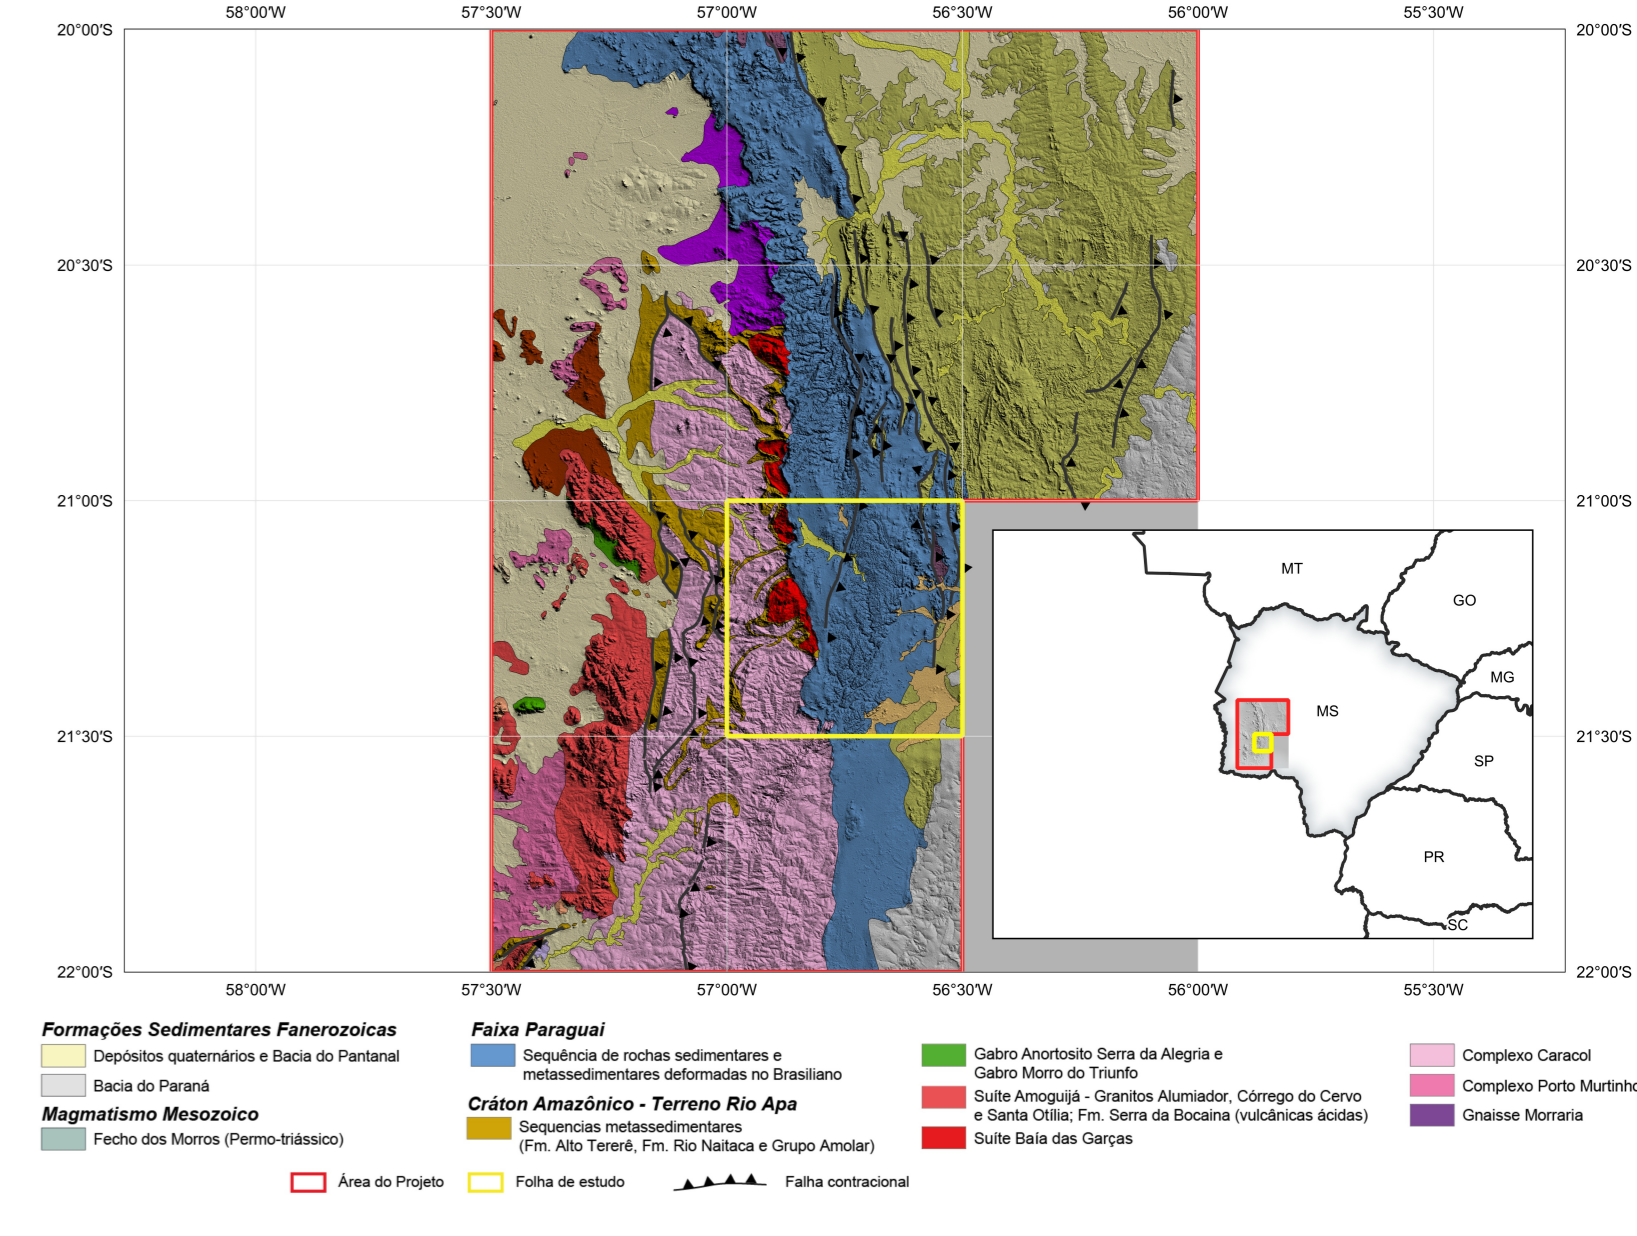 58°00'W 57°30'W 57°00'W 56°30'W 56°00'W 55°30'W
20°00'S 20°00'S
20°30'S 20°30'S
21°00'S 21°00'S
21°30'S 21°30'S
22°00'S 22°00'S
58°00'W 57°30'W 57°00'W 56°30'W 56°00'W 55°30'W
MT
GO
MG
MS
SP
PR
SC
Formações Sedimentares Fanerozoicas
Depósitos quaternários e Bacia do Pantanal
Bacia do Paraná
Magmatismo Mesozoico
Fecho dos Morros (Permo-triássico)
Faixa Paraguai
Sequência de rochas sedimentares e
metassedimentares deformadas no Brasiliano
Cráton Amazônico - Terreno Rio Apa
Sequencias metassedimentares
(Fm. Alto Tererê, Fm. Rio Naitaca e Grupo Amolar)
Gabro Anortosito Serra da Alegria e
Gabro Morro do Triunfo
Suíte Amoguijá - Granitos Alumiador, Córrego do Cervo
e Santa Otília; Fm. Serra da Bocaina (vulcânicas ácidas)
Suíte Baía das Garças
Complexo Caracol
Complexo Porto Murtinho
Gnaisse Morraria
Área do Projeto
Folha de estudo
Falha contracional